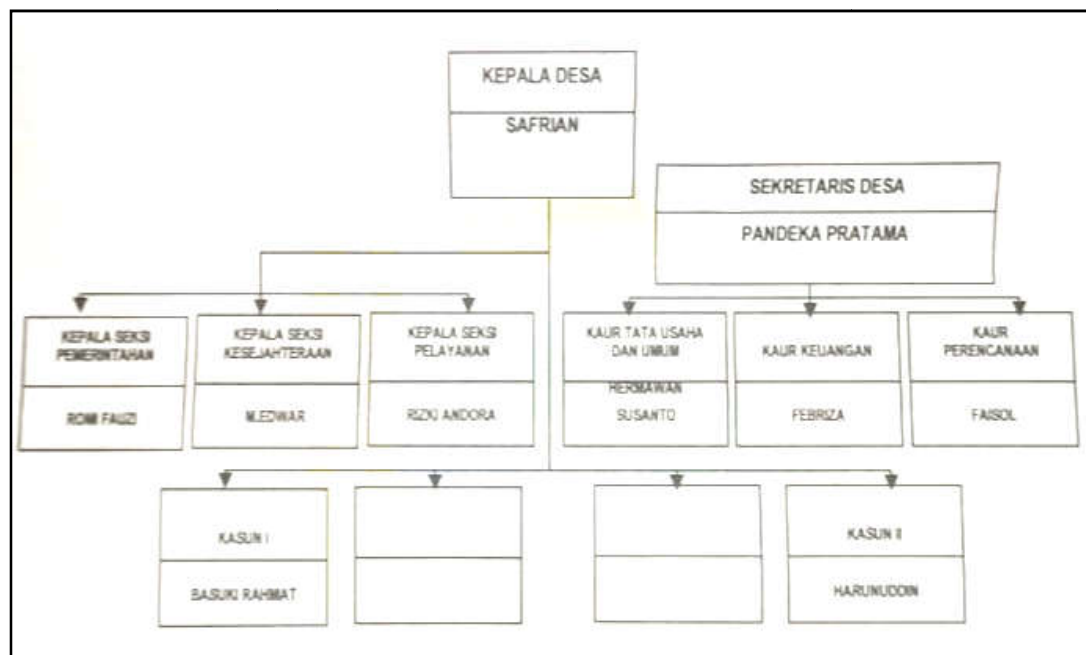 KEPALA DESA
SAFRIAN
SEKRETARIS DESA
PANDEKA PRATAMA
KEPALA SEKSI
PEMERINTAHAN
ROMI FAUZI
KEPALA SEKSI
KESEJAHTERAAN
M.EDWAR
KEPALA SEKSI
PELAYANAN
RIZKI ANDORA
KAUR TATA USAHA
DAN UMUM
HERMAWAN
SUSANTO
KAUR KEUANGAN
FEBRIZA
KAUR
PERENCANAAN
FAISOL
KASUN I
BASUKI RAHMAT
KASUN II
HARUNUDDIN